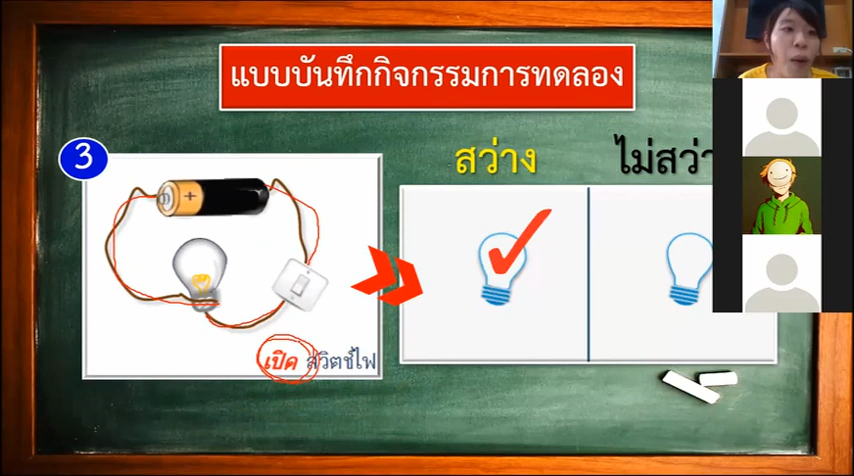 แบบบันทึกกิจกรรมการทดลอง
3
สว่าง
ไม่สว่า
+
เปิด สวิตช์ไฟ